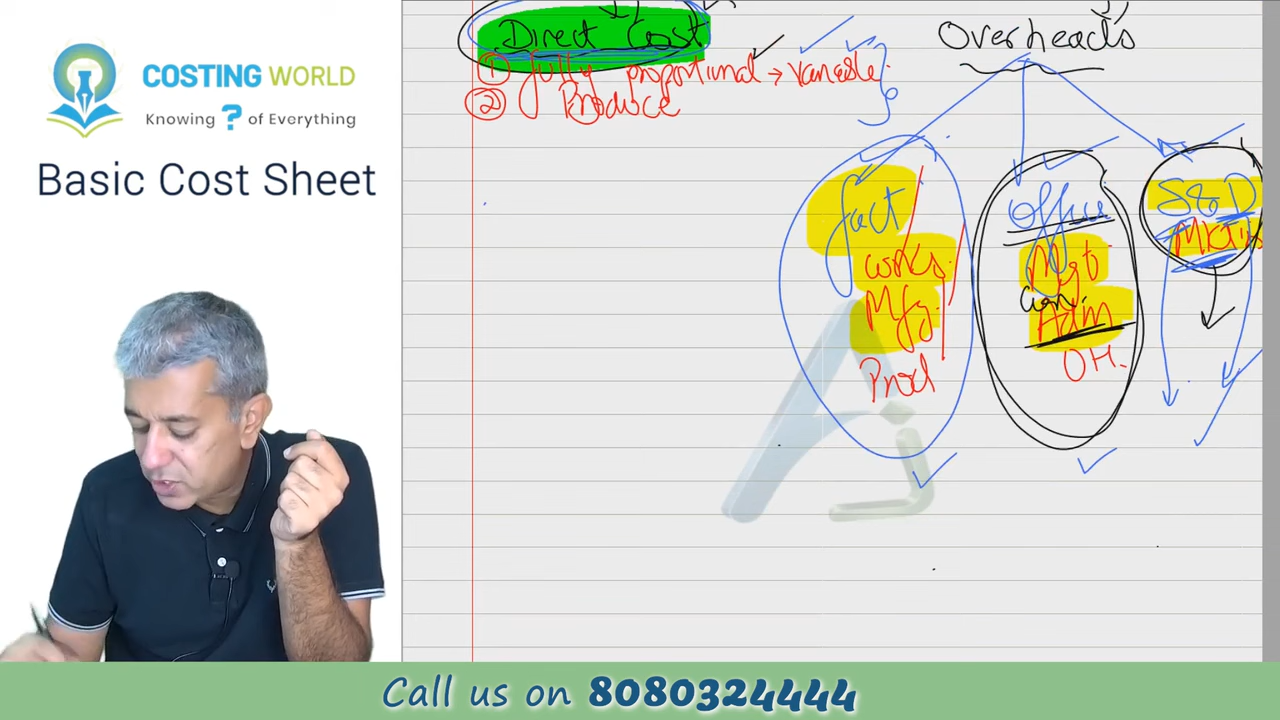 COSTING WORLD
Knowing ? of Everything
Basic Cost Sheet
Direct Cost
① fully proportional → variable
② Produce
Overheads
fact
works
Mfg.
Prod
Office
Mgt.
Adm
OH.
S&D
Call us on 8080324444